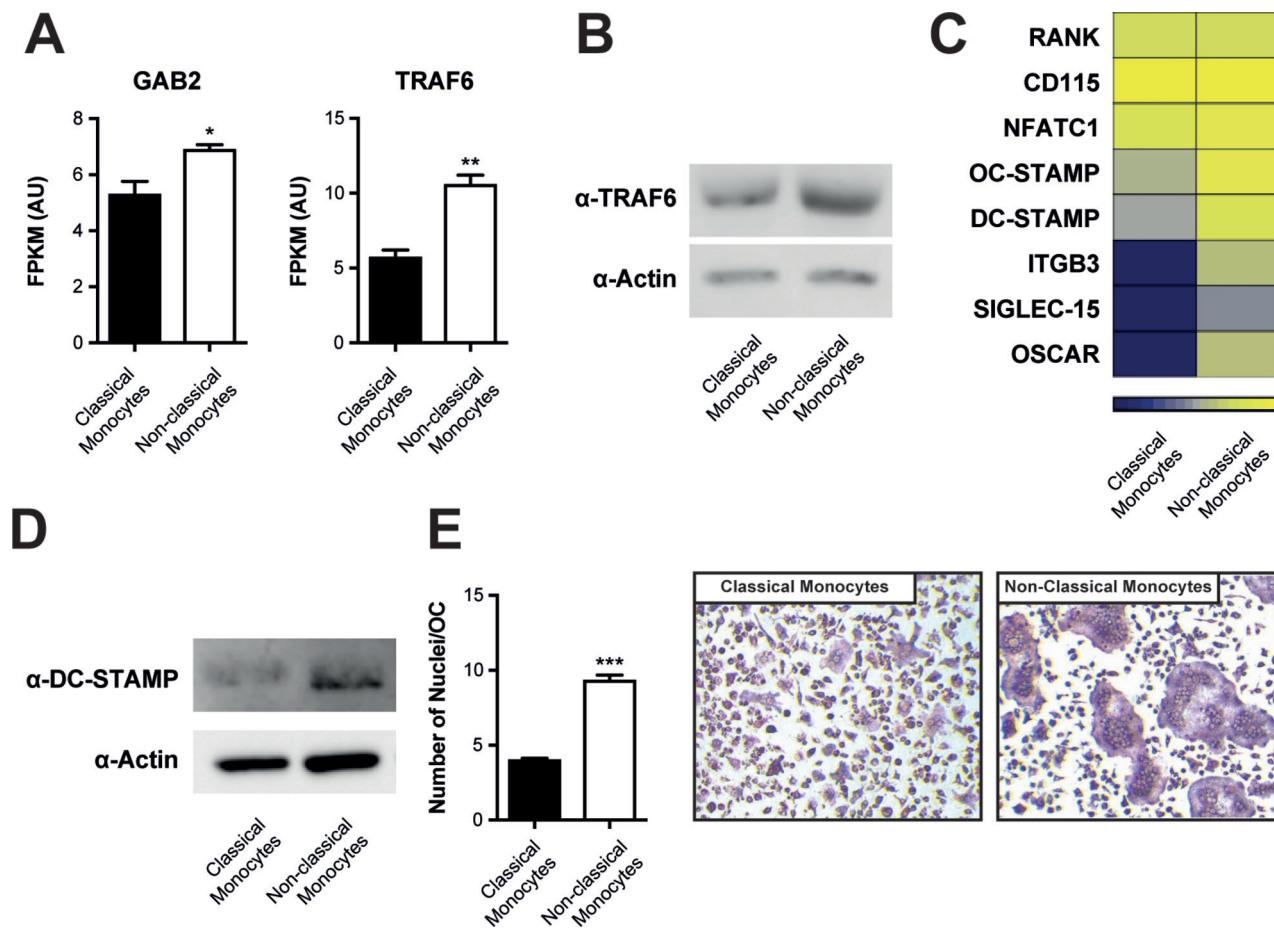 A
GAB2
FPKM (AU)
8
6
4
2
0
*
Classical
Monocytes
Non-classical
Monocytes
TRAF6
FPKM (AU)
15
10
5
0
**
Classical
Monocytes
Non-classical
Monocytes
B
α-TRAF6
α-Actin
Classical
Monocytes
Non-classical
Monocytes
C
RANK
CD115
NFATC1
OC-STAMP
DC-STAMP
ITGB3
SIGLEC-15
OSCAR
Classical
Monocytes
Non-classical
Monocytes
D
α-DC-STAMP
α-Actin
Classical
Monocytes
Non-classical
Monocytes
E
Number of Nuclei/OC
15
10
5
0
***
Classical
Monocytes
Non-classical
Monocytes
Classical Monocytes
Non-Classical Monocytes